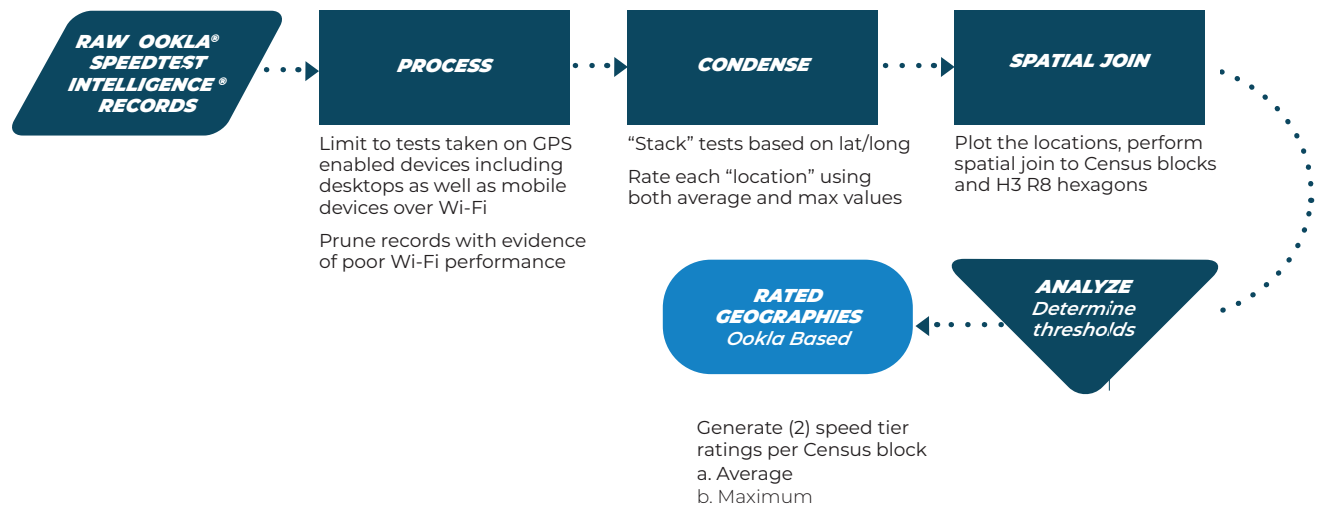 RAW OOKLA®
SPEEDTEST
INTELLIGENCE ®
RECORDS
PROCESS
Limit to tests taken on GPS
enabled devices including
desktops as well as mobile
devices over Wi-Fi
Prune records with evidence
of poor Wi-Fi performance
CONDENSE
“Stack” tests based on lat/long
Rate each “location” using
both average and max values
SPATIAL JOIN
Plot the locations, perform
spatial join to Census blocks
and H3 R8 hexagons
ANALYZE
Determine
thresholds
RATED
GEOGRAPHIES
Ookla Based
Generate (2) speed tier
ratings per Census block
a. Average
b. Maximum